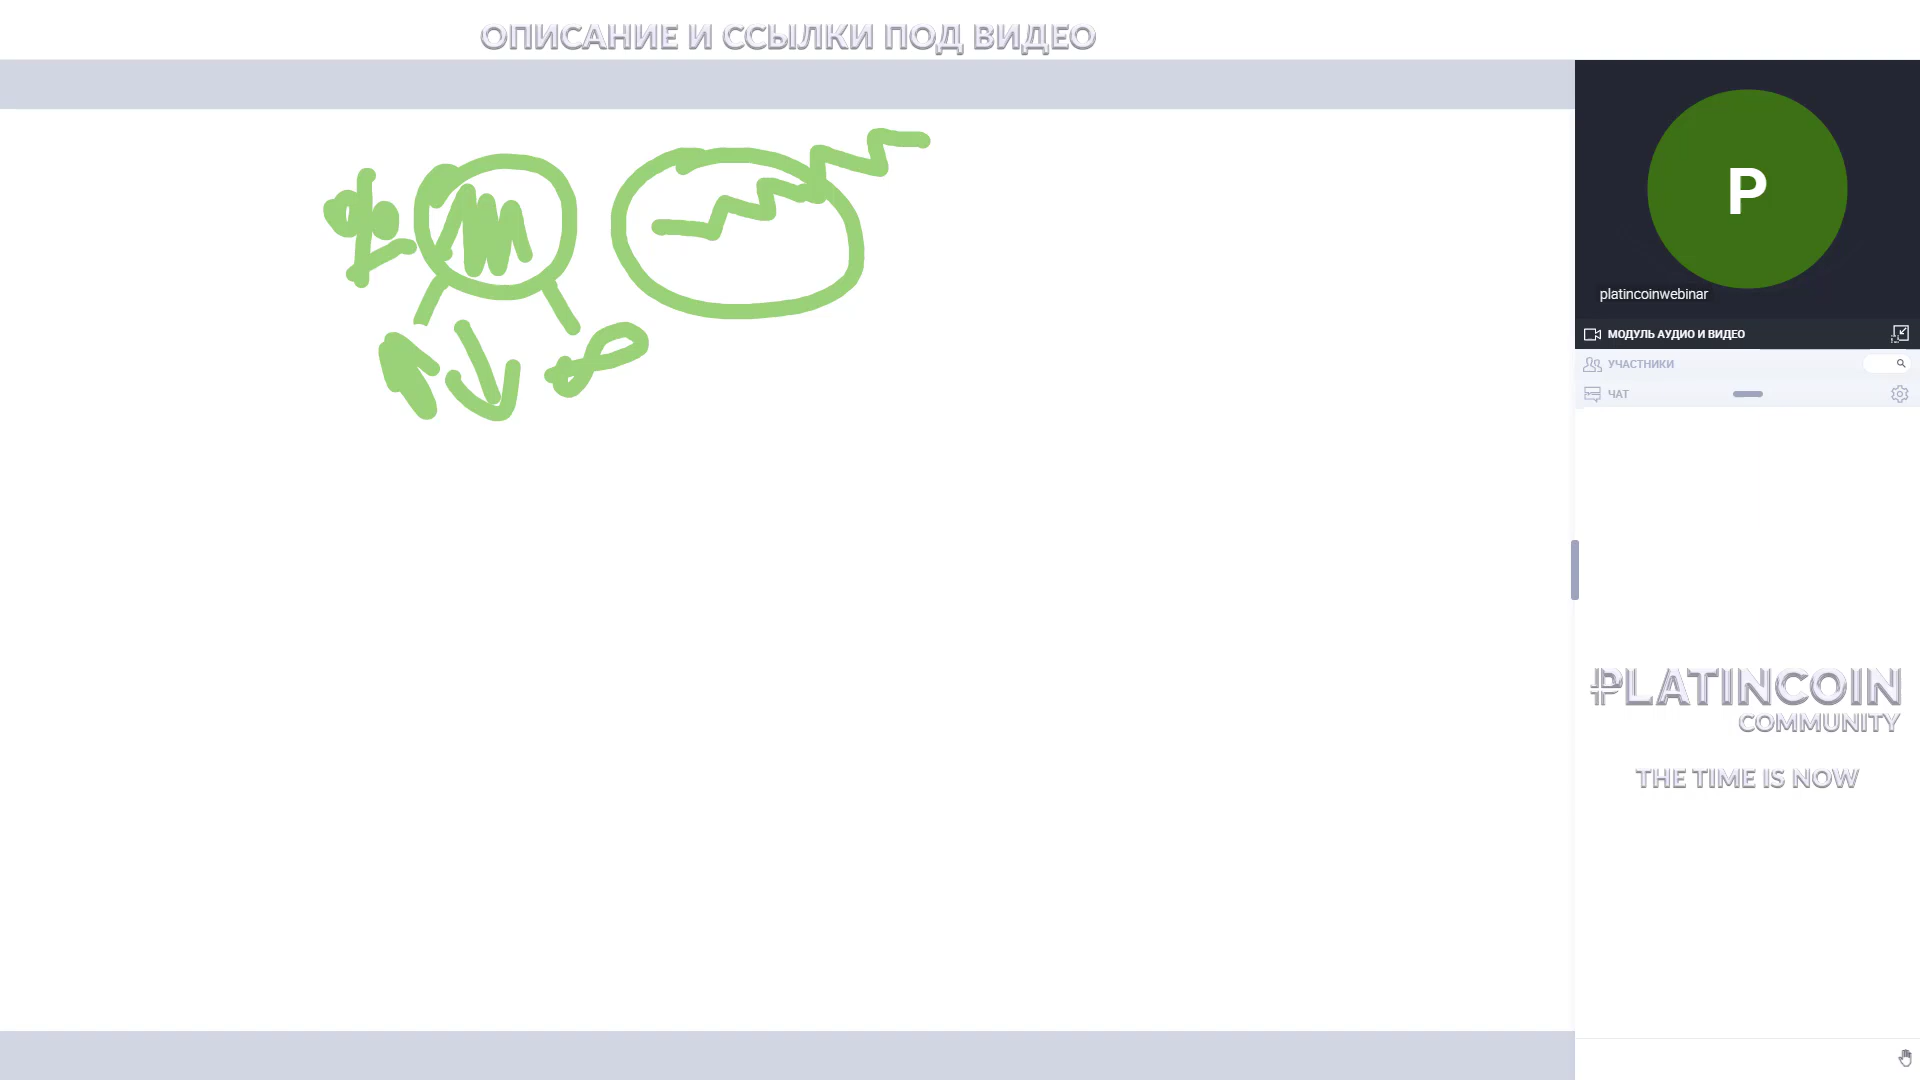 ОПИСАНИЕ И ССЫЛКИ ПОД ВИДЕО
P
platincoinwebinar
МОДУЛЬ АУДИО И ВИДЕО
УЧАСТНИКИ
ЧАТ
PLATINCOIN
COMMUNITY
THE TIME IS NOW